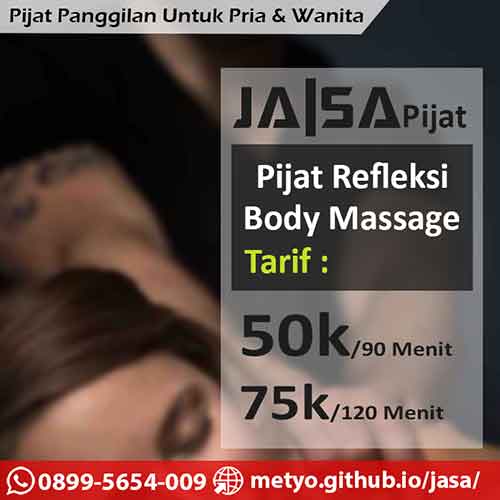 Pijat Panggilan Untuk Pria & Wanita
JA|SA Pijat
Pijat Refleksi
Body Massage
Tarif :
50k/90 Menit
75k/120 Menit
0899-5654-009 metyo.github.io/jasa/